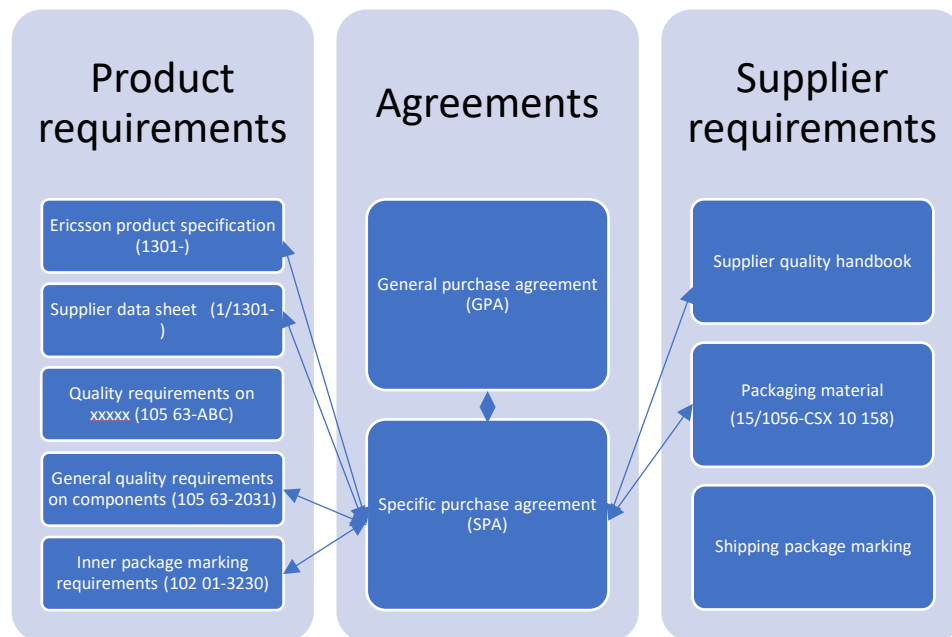 Product
requirements
Ericsson product specification
(1301-)
Supplier data sheet (1/1301-
)
Quality requirements on
xxxxx (105 63-ABC)
General quality requirements
on components (105 63-2031)
Inner package marking
requirements (102 01-3230)
Agreements
General purchase agreement
(GPA)
Specific purchase agreement
(SPA)
Supplier
requirements
Supplier quality handbook
Packaging material
(15/1056-CSX 10 158)
Shipping package marking